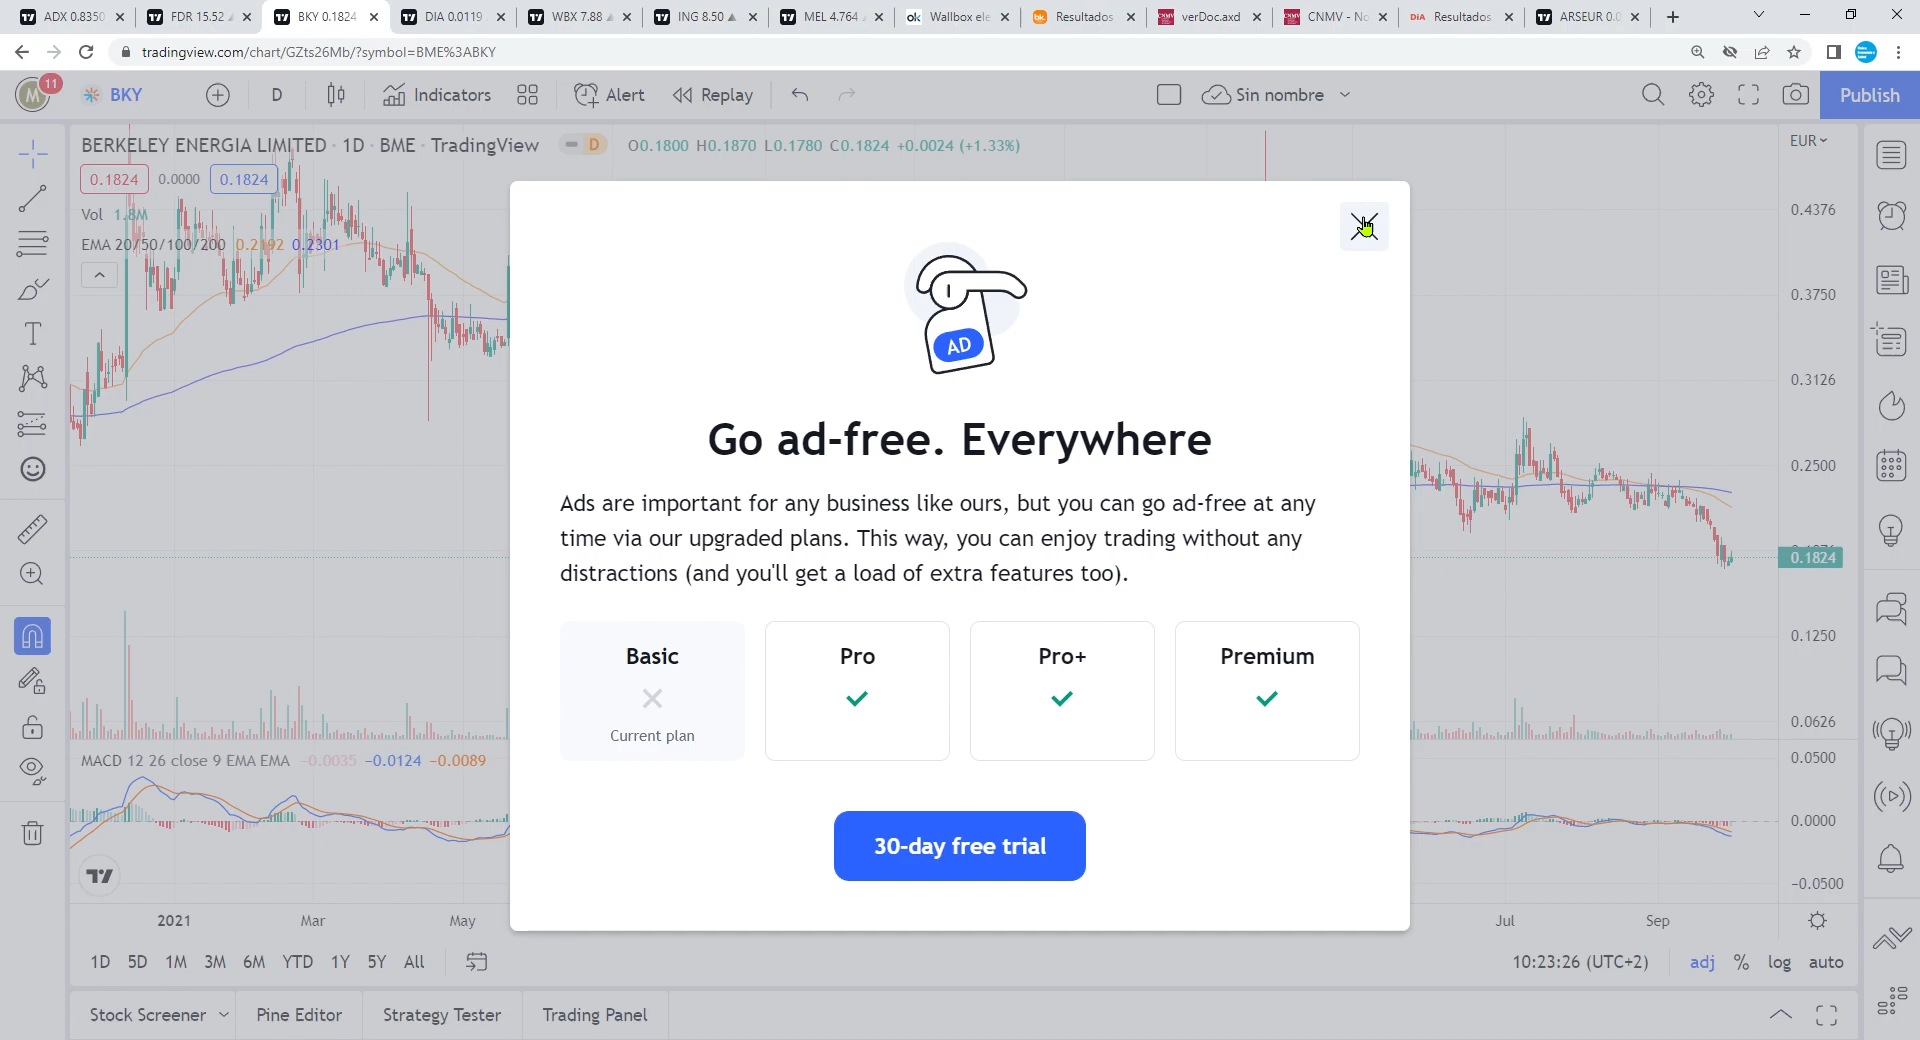 ADX 0.8350
FDR 15.52
BKY 0.1824
DIA 0.0119
WBX 7.88
ING 8.50
MEL 4.764
ok Wallbox ele
bk Resultados
CNMV verDoc.axd
CNMV CNMV - No
DiA Resultados
ARSEUR 0.0
tradingview.com/chart/GZts26Mb/?symbol=BME%3ABKY
M 11 BKY D Indicators Alert Replay Sin nombre Publish
BERKELEY ENERGIA LIMITED · 1D · BME · TradingView D O0.1800 H0.1870 L0.1780 C0.1824 +0.0024 (+1.33%) EUR
0.1824 0.0000 0.1824
Vol 1.8M
EMA 20/50/100/200 0.2192 0.2301
0.4376
0.3750
0.3126
0.2500
0.1824
0.1250
0.0626
AD
Go ad-free. Everywhere
Ads are important for any business like ours, but you can go ad-free at any
time via our upgraded plans. This way, you can enjoy trading without any
distractions (and you'll get a load of extra features too).
Basic Pro Pro+ Premium
Current plan
30-day free trial
MACD 12 26 close 9 EMA EMA -0.0035 -0.0124 -0.0089
0.0500
0.0000
-0.0500
2021 Mar May Jul Sep
1D 5D 1M 3M 6M YTD 1Y 5Y All 10:23:26 (UTC+2) adj % log auto
Stock Screener Pine Editor Strategy Tester Trading Panel